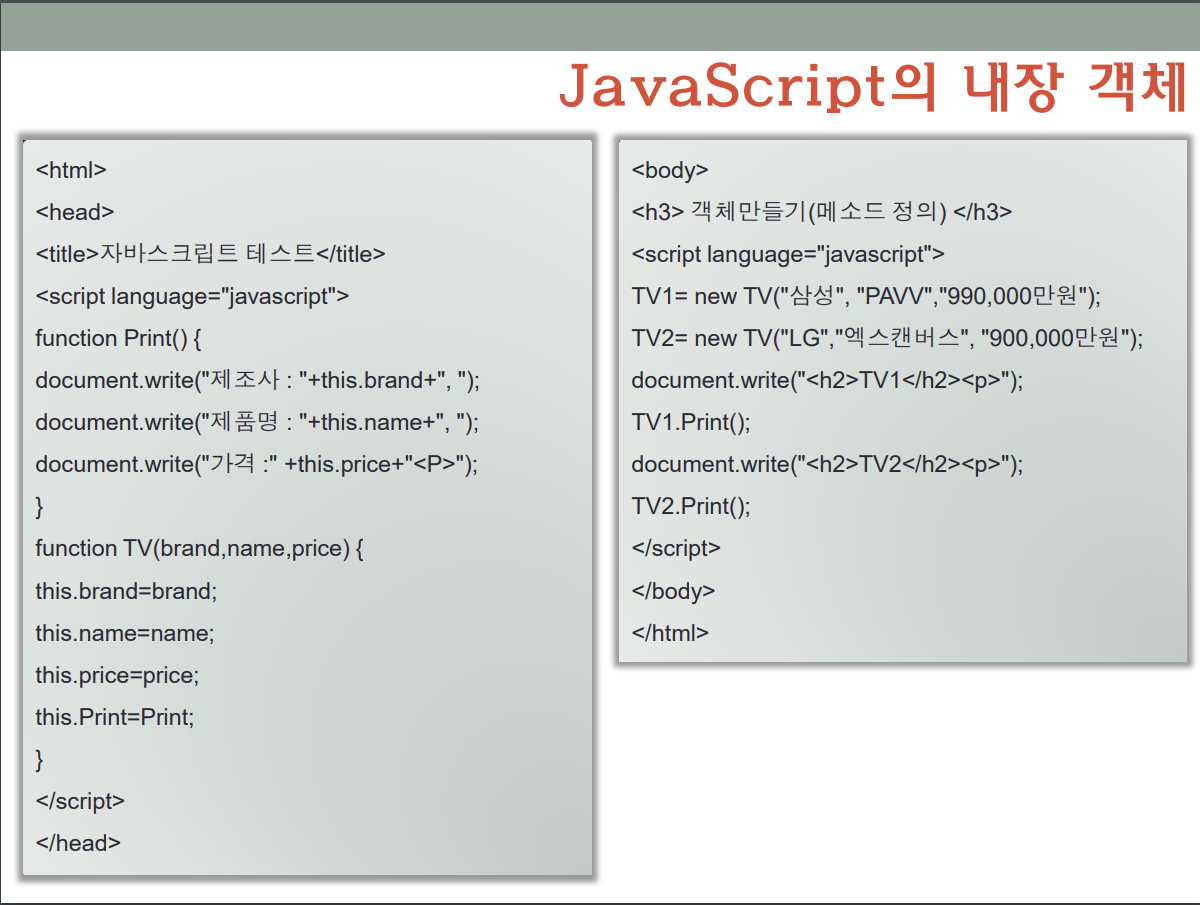 JavaScript의 내장 객체
<html>
<head>
<title>자바스크립트 테스트</title>
<script language="javascript">
function Print() {
document.write("제조사 : "+this.brand+", ");
document.write("제품명 : "+this.name+", ");
document.write("가격 :" +this.price+"<P>");
}
function TV(brand,name,price) {
this.brand=brand;
this.name=name;
this.price=price;
this.Print=Print;
}
</script>
</head>
<body>
<h3> 객체만들기(메소드 정의) </h3>
<script language="javascript">
TV1= new TV("삼성", "PAVV","990,000만원");
TV2= new TV("LG","엑스캔버스", "900,000만원");
document.write("<h2>TV1</h2><p>");
TV1.Print();
document.write("<h2>TV2</h2><p>");
TV2.Print();
</script>
</body>
</html>